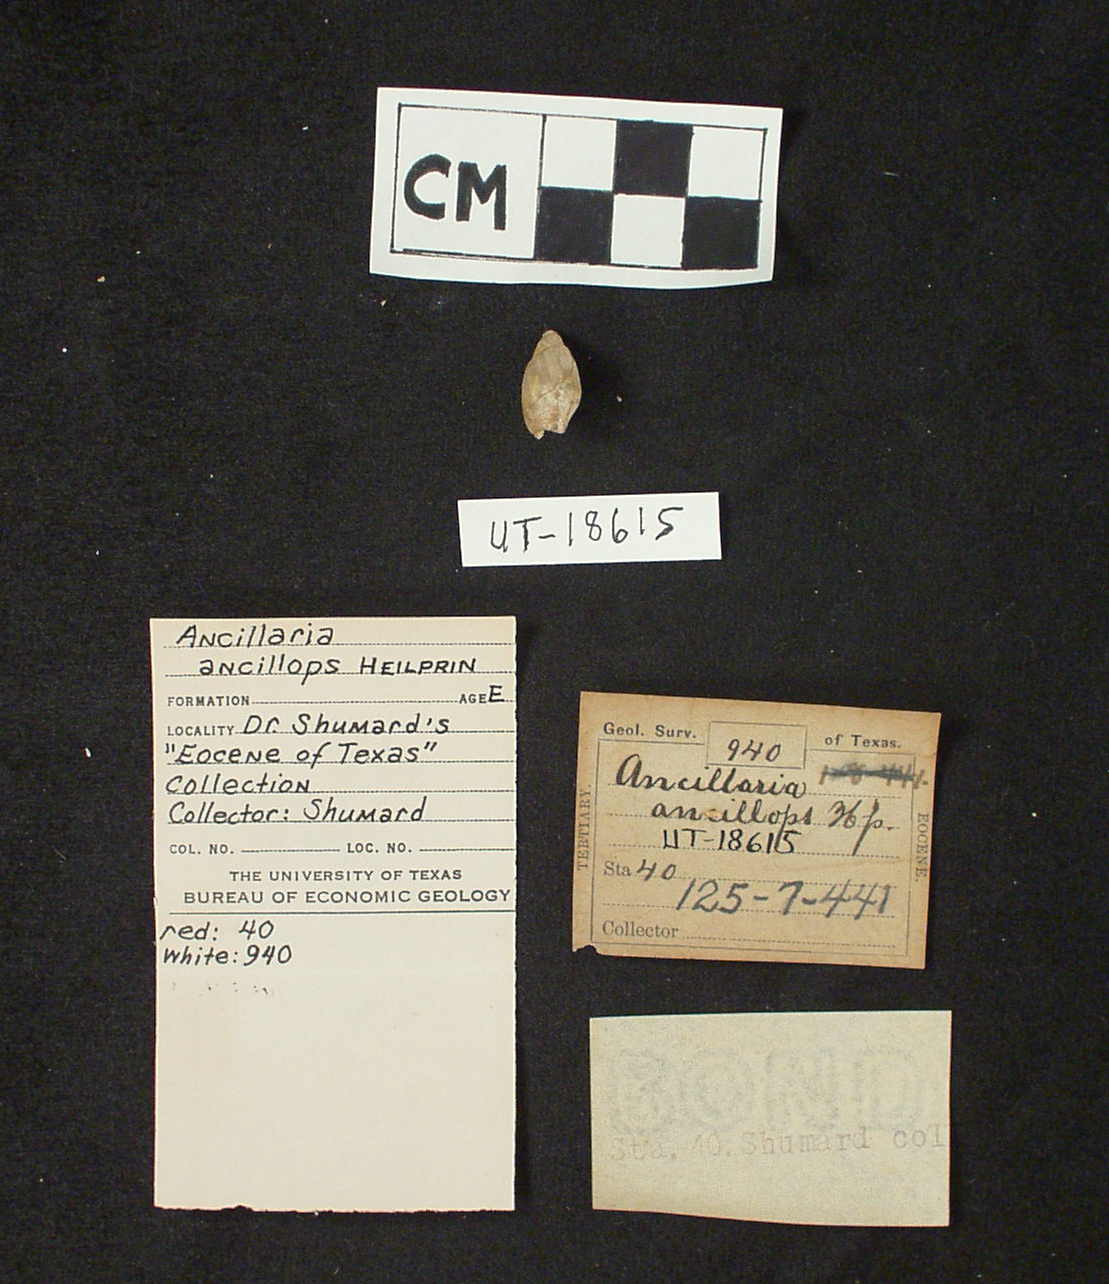 CM
UT-18615
Ancillaria
ancillops HEILPRIN
FORMATION AGE E
LOCALITY Dr. Shumard's
"Eocene of Texas"
Collection
Collector: Shumard
COL. NO. LOC. NO.
THE UNIVERSITY OF TEXAS
BUREAU OF ECONOMIC GEOLOGY
red: 40
white: 940
Geol. Surv. 940 of Texas.
Ancillaria
ancillops Hp.
UT-18615
TERTIARY.
EOCENE.
Sta 40
125-7-441
Collector
BOND
Sta. 40. Shumard col